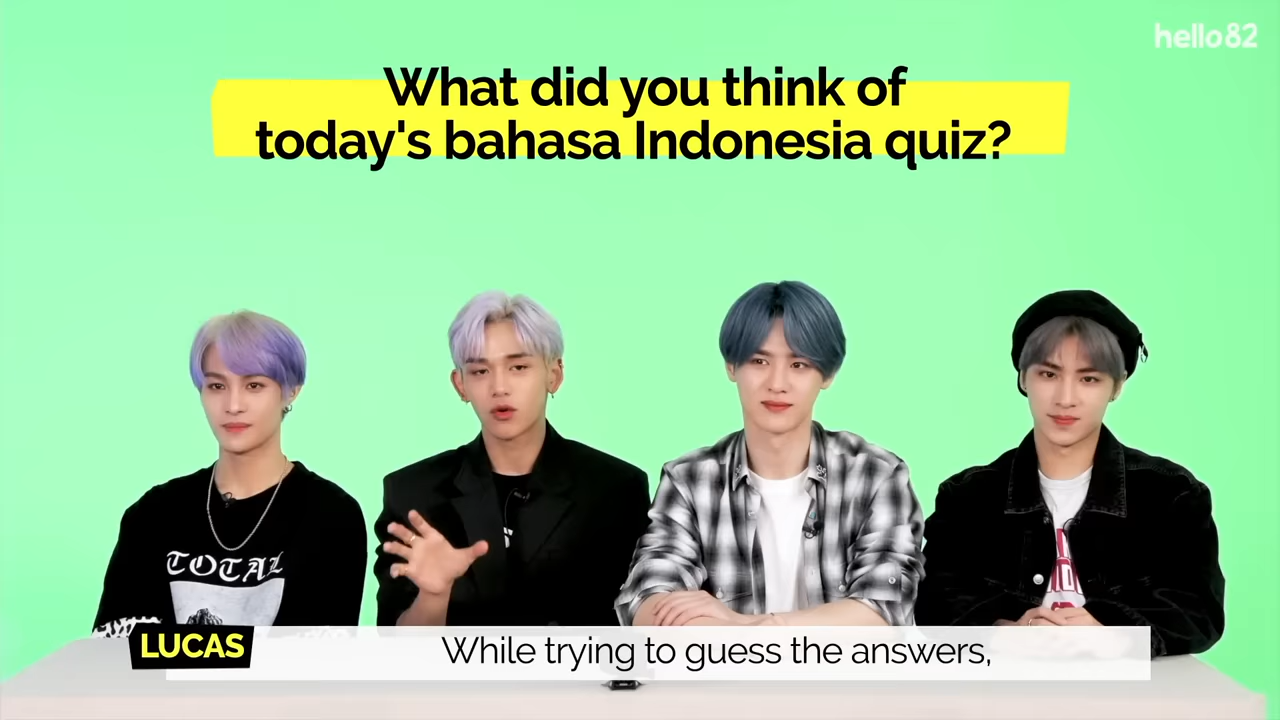 hello82
What did you think of
today's bahasa Indonesia quiz?
TOTAL
LUCAS
While trying to guess the answers,